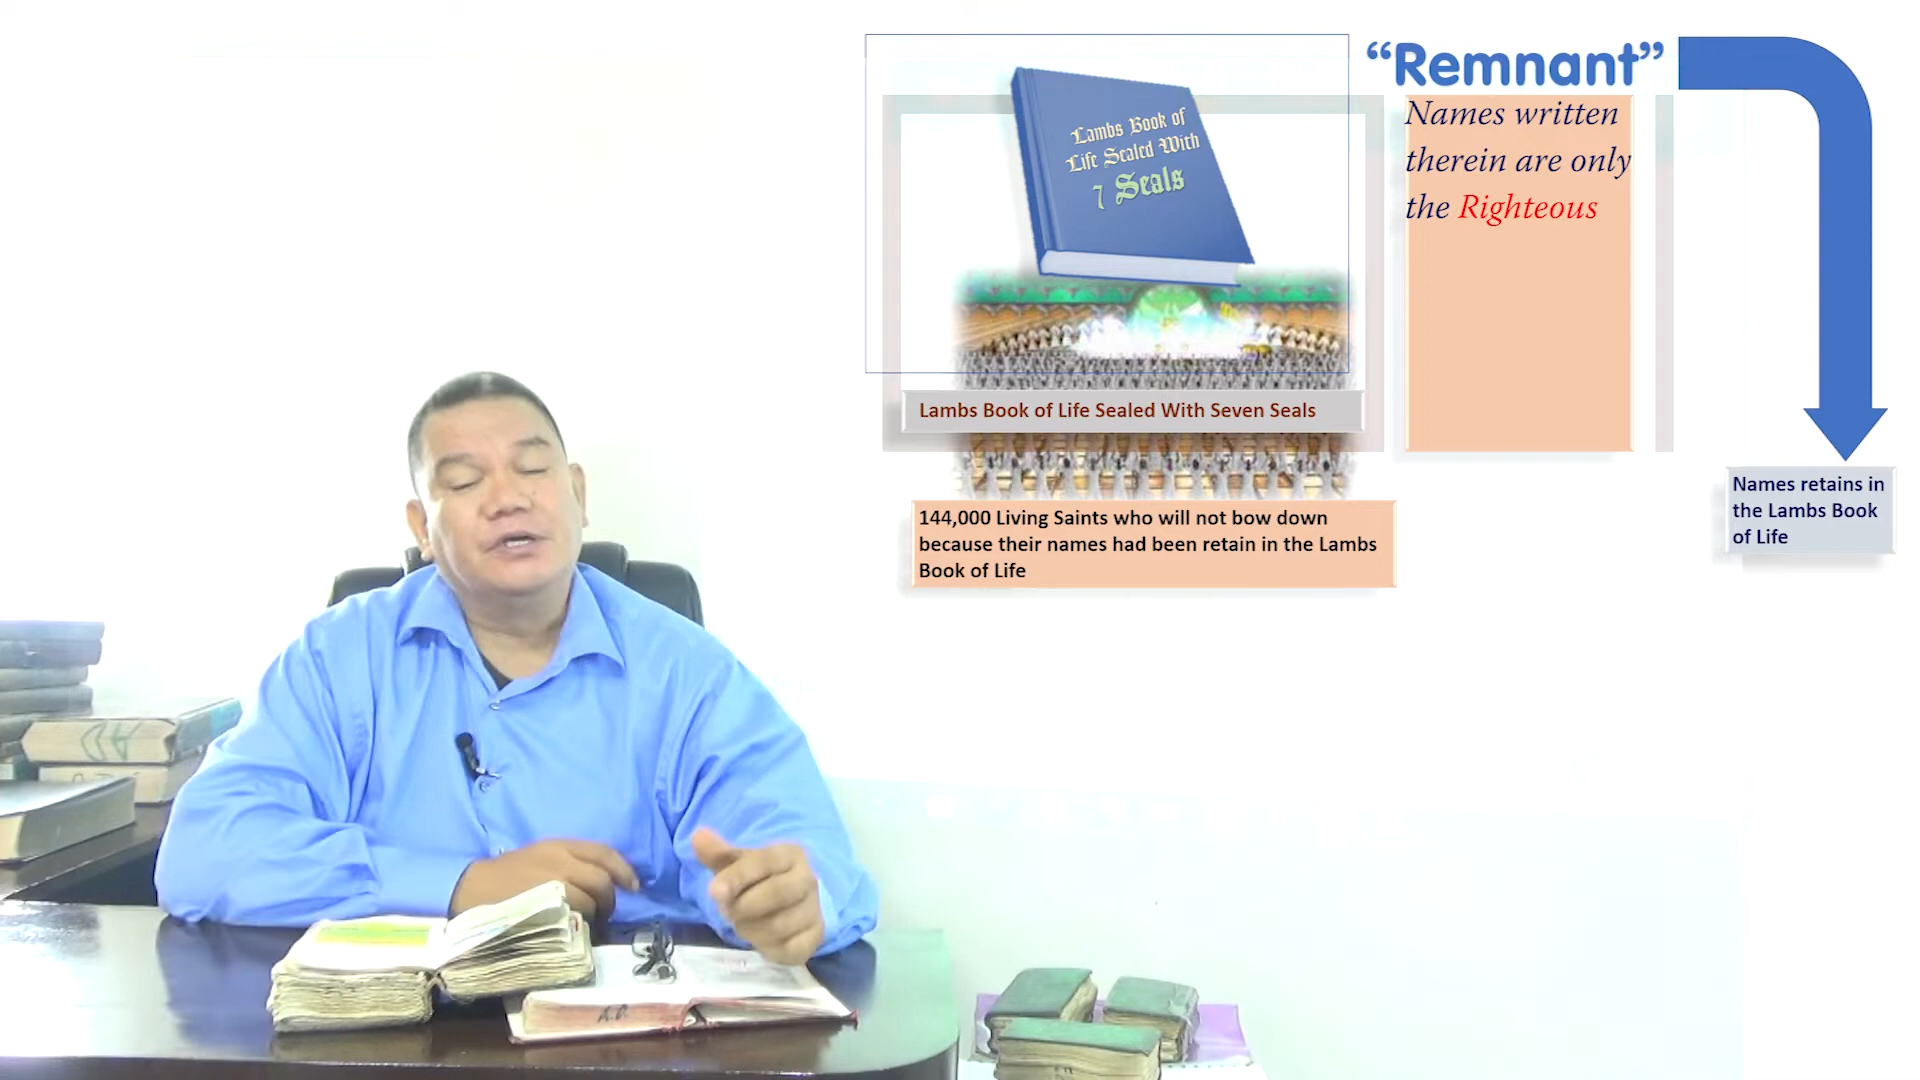 “Remnant”
Names written
therein are only
the Righteous
Lambs Book of
Life Sealed With
7 Seals
Lambs Book of Life Sealed With Seven Seals
144,000 Living Saints who will not bow down
because their names had been retain in the Lambs
Book of Life
Names retains in
the Lambs Book
of Life